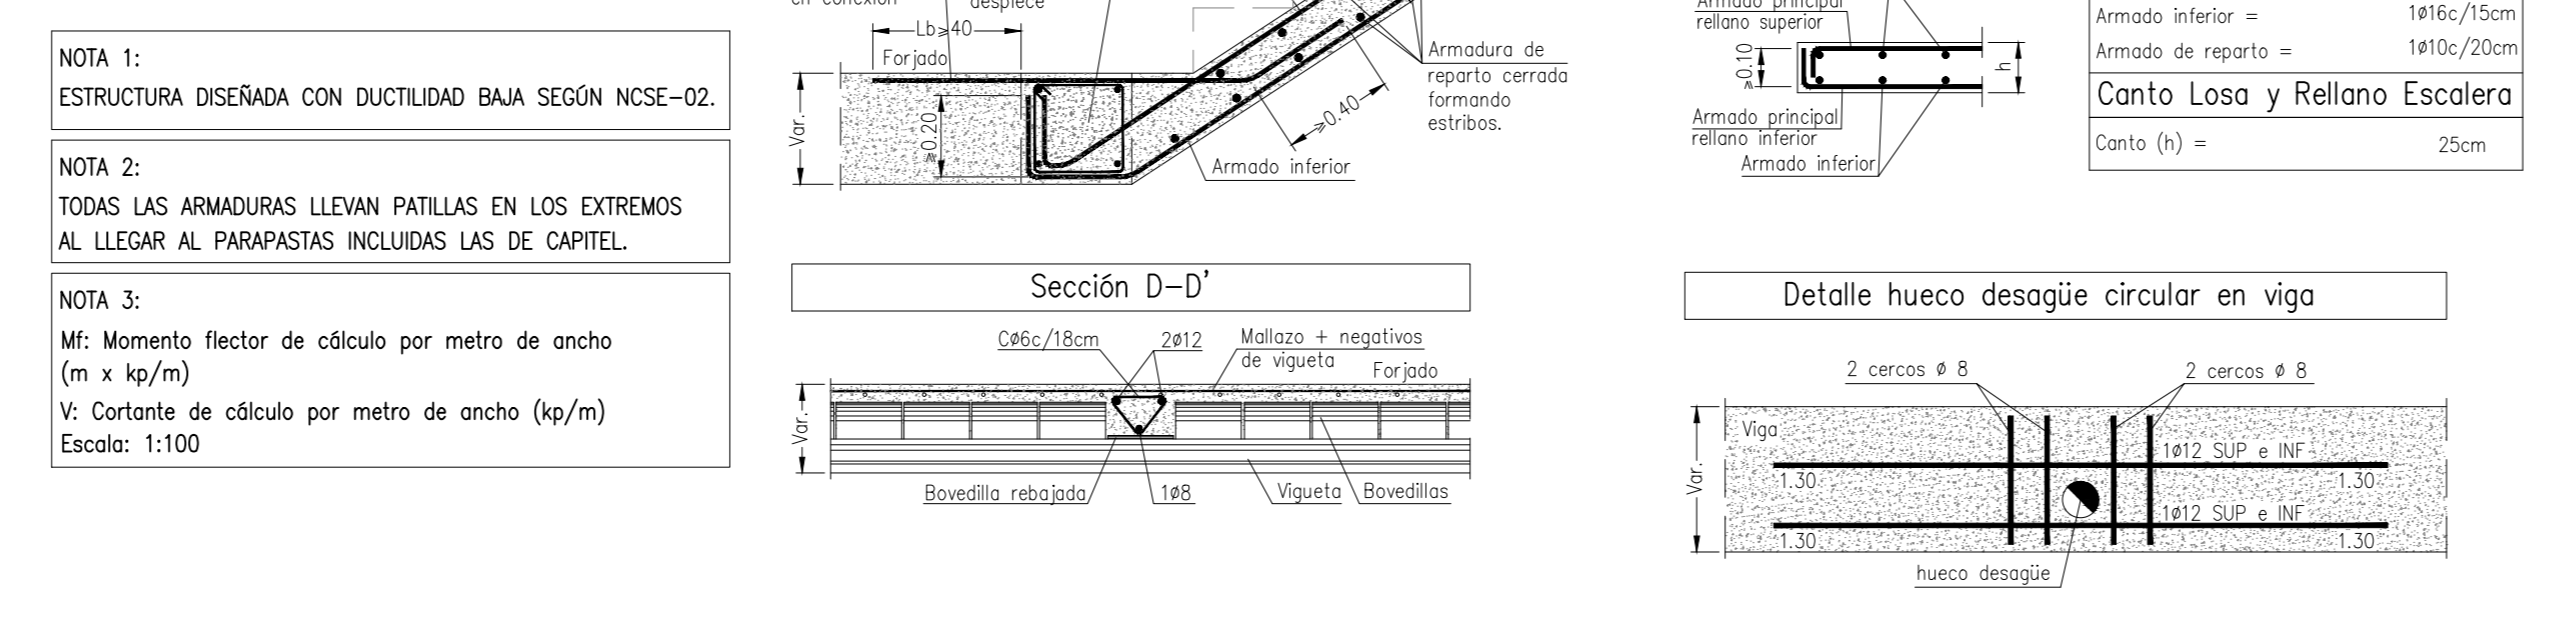 NOTA 1:
ESTRUCTURA DISEÑADA CON DUCTILIDAD BAJA SEGÚN NCSE-02.
NOTA 2:
TODAS LAS ARMADURAS LLEVAN PATILLAS EN LOS EXTREMOS
AL LLEGAR AL PARAPASTAS INCLUIDAS LAS DE CAPITEL.
NOTA 3:
Mf: Momento flector de cálculo por metro de ancho
(m x kp/m)
V: Cortante de cálculo por metro de ancho (kp/m)
Escala: 1:100
en conexión
despiece
Lb≥40
Forjado
Var.
≥0.20
≥0.40
Armado inferior
Armadura de
reparto cerrada
formando
estribos.
Sección D-D'
CØ6c/18cm
2Ø12
Mallazo + negativos
de vigueta
Forjado
Var.
Bovedilla rebajada
1Ø8
Vigueta
Bovedillas
Armado principal
rellano superior
≥0.10
h
Armado principal
rellano inferior
Armado inferior
Armado inferior = 1Ø16c/15cm
Armado de reparto = 1Ø10c/20cm
Canto Losa y Rellano Escalera
Canto (h) = 25cm
Detalle hueco desagüe circular en viga
2 cercos Ø 8
2 cercos Ø 8
Viga
Var.
1Ø12 SUP e INF
1.30
1.30
1Ø12 SUP e INF
1.30
1.30
hueco desagüe